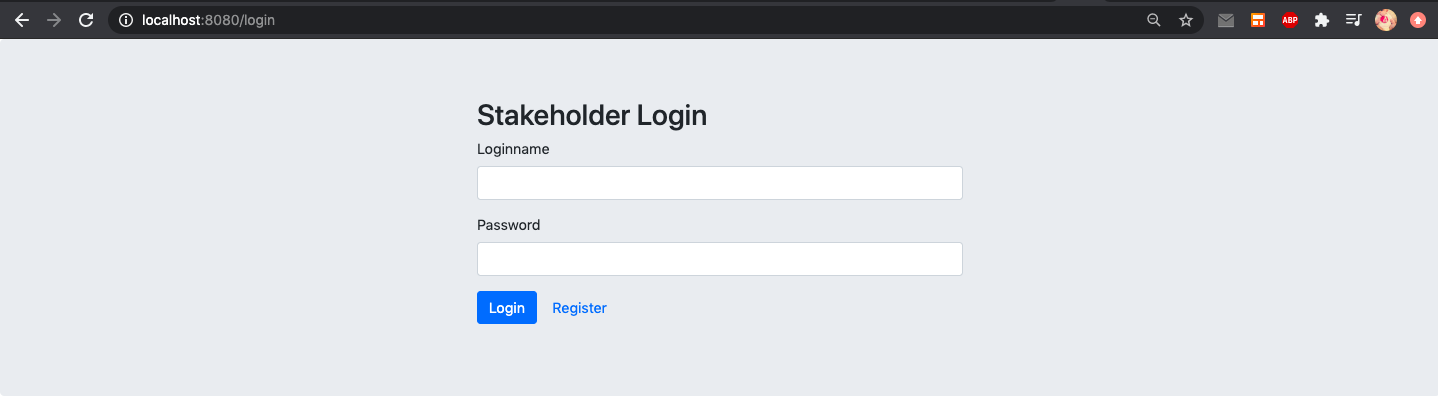 localhost:8080/login
ABP
Stakeholder Login
Loginname
Password
Login
Register